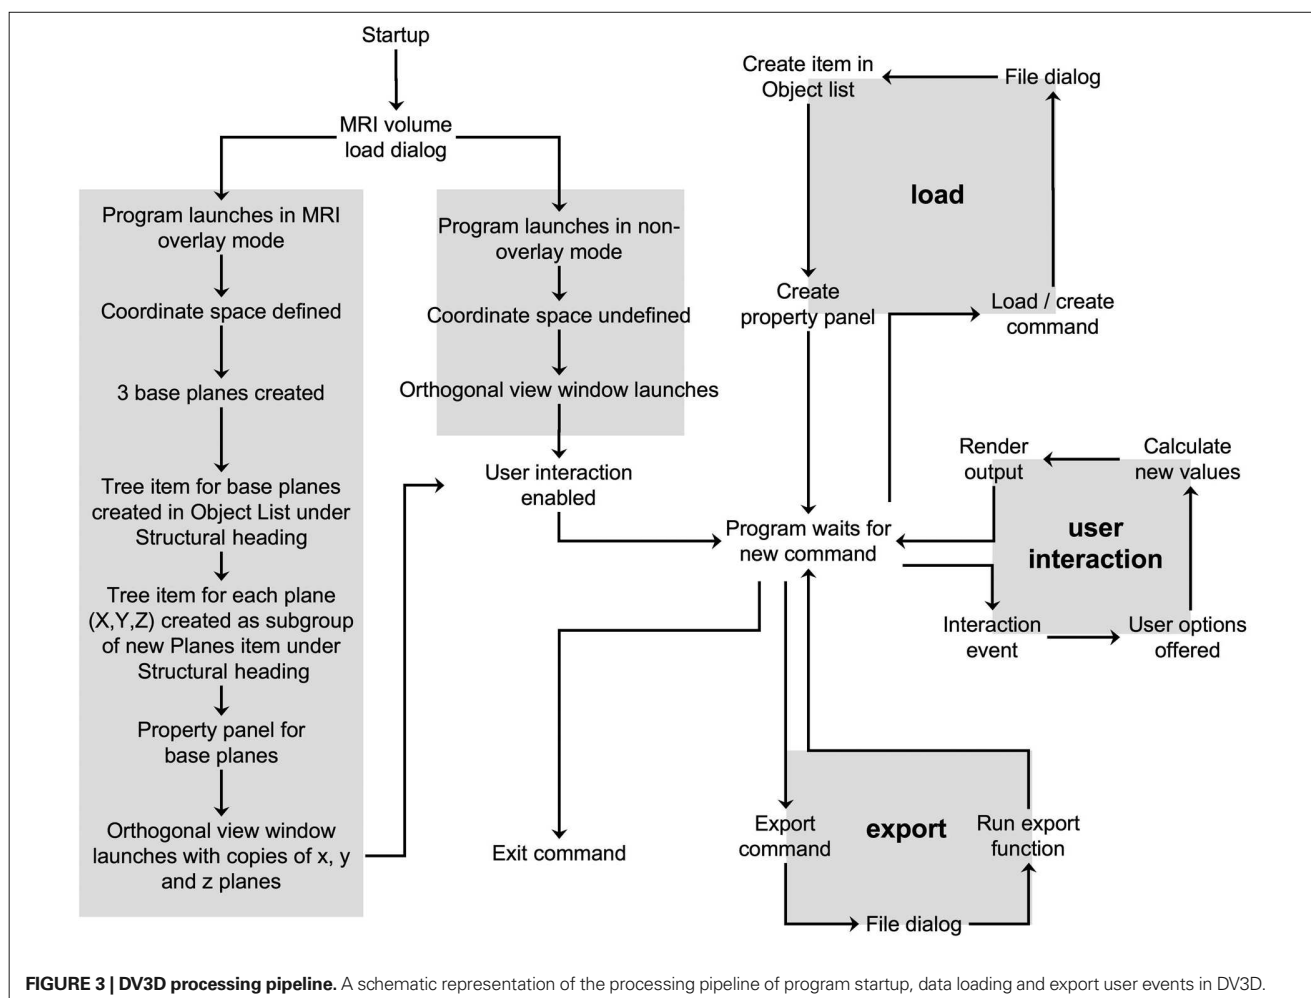 Startup
MRI volume
load dialog
Program launches in MRI
overlay mode
Coordinate space defined
3 base planes created
Tree item for base planes
created in Object List under
Structural heading
Tree item for each plane
(X,Y,Z) created as subgroup
of new Planes item under
Structural heading
Property panel for
base planes
Orthogonal view window
launches with copies of x, y
and z planes
Program launches in non-
overlay mode
Coordinate space undefined
Orthogonal view window launches
User interaction
enabled
Exit command
Create item in
Object list
File dialog
load
Create
property panel
Load / create
command
Render
output
Calculate
new values
user
interaction
Program waits for
new command
Interaction
event
User options
offered
Export
command
export
Run export
function
File dialog
FIGURE 3 | DV3D processing pipeline. A schematic representation of the processing pipeline of program startup, data loading and export user events in DV3D.